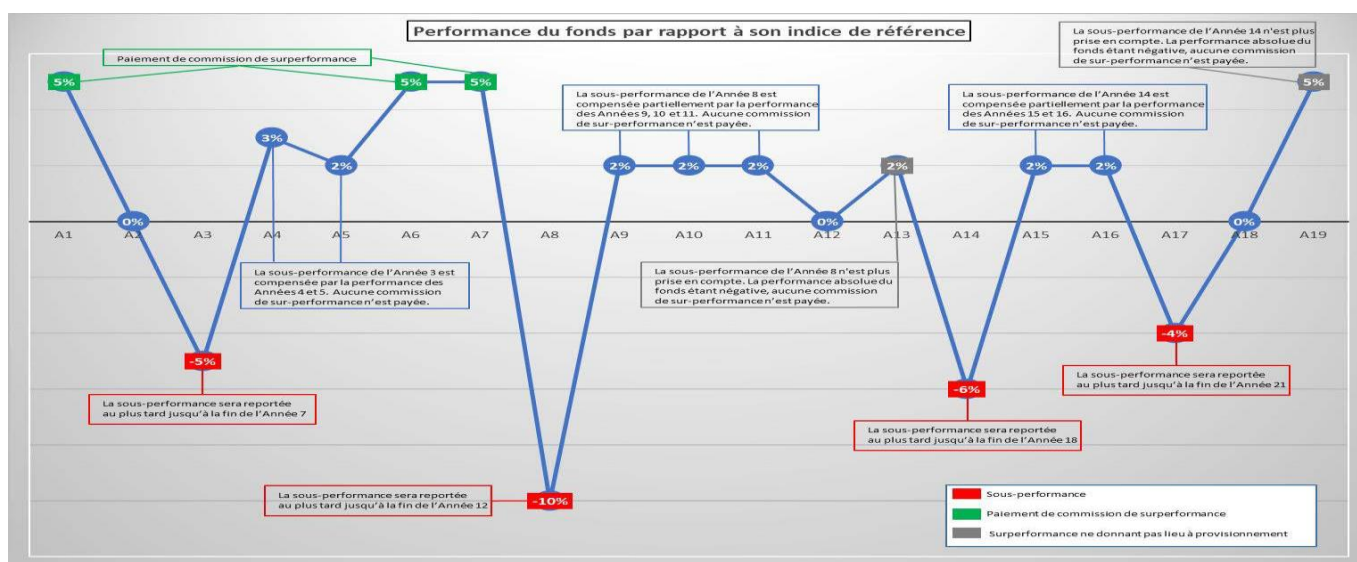 Performance du fonds par rapport à son indice de référence
La sous-performance de l'Année 14 n'est plus
prise en compte. La performance absolue du
fonds étant négative, aucune commission
de sur-performance n'est payée.
Paiement de commission de surperformance
5%
5%
5%
5%
La sous-performance de l'Année 8 est
compensée partiellement par la performance
des Années 9, 10 et 11. Aucune commission
de sur-performance n'est payée.
La sous-performance de l'Année 14 est
compensée partiellement par la performance
des Années 15 et 16. Aucune commission
de sur-performance n'est payée.
3%
2%
2%
2%
2%
2%
2%
2%
0%
0%
0%
A1
A2
A3
A4
A5
A6
A7
A8
A9
A10
A11
A12
A13
A14
A15
A16
A17
A18
A19
La sous-performance de l'Année 3 est
compensée par la performance des
Années 4 et 5. Aucune commission
de sur-performance n'est payée.
La sous-performance de l'Année 8 n'est plus
prise en compte. La performance absolue du
fonds étant négative, aucune commission
de sur-performance n'est payée.
-5%
-4%
-6%
La sous-performance sera reportée
au plus tard jusqu'à la fin de l'Année 7
La sous-performance sera reportée
au plus tard jusqu'à la fin de l'Année 21
La sous-performance sera reportée
au plus tard jusqu'à la fin de l'Année 18
La sous-performance sera reportée
au plus tard jusqu'à la fin de l'Année 12
-10%
Sous-performance
Paiement de commission de surperformance
Surperformance ne donnant pas lieu à provisionnement